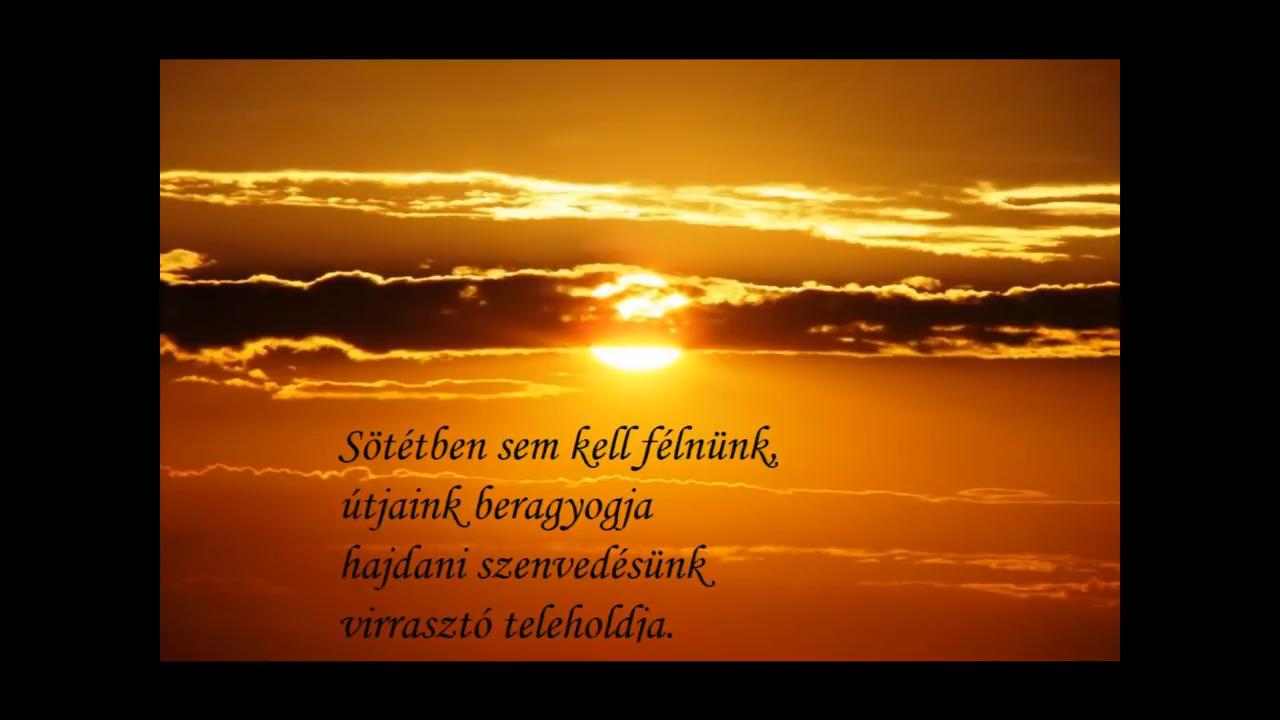 Sötétben sem kell félnünk,
útjaink beragyogja
hajdani szenvedésünk
virrasztó teleholdja.